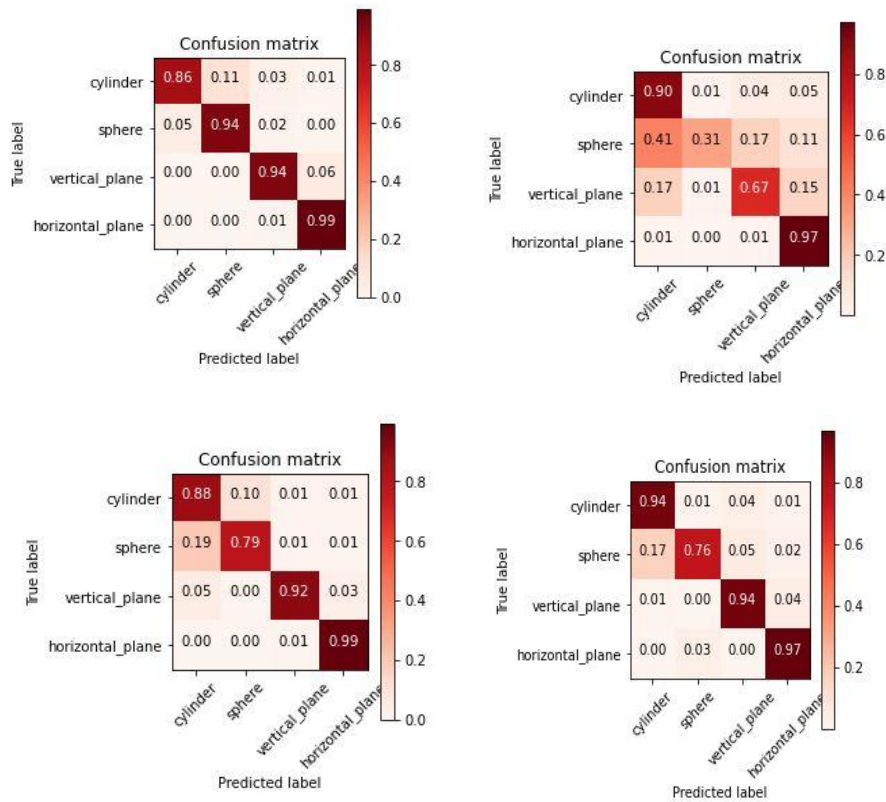 Confusion matrix
cylinder 0.86 0.11 0.03 0.01
sphere 0.05 0.94 0.02 0.00
vertical_plane 0.00 0.00 0.94 0.06
horizontal_plane 0.00 0.00 0.01 0.99
True label
cylinder sphere vertical_plane horizontal_plane
Predicted label
0.8
0.6
0.4
0.2
0.0
Confusion matrix
cylinder 0.90 0.01 0.04 0.05
sphere 0.41 0.31 0.17 0.11
vertical_plane 0.17 0.01 0.67 0.15
horizontal_plane 0.01 0.00 0.01 0.97
True label
cylinder sphere vertical_plane horizontal_plane
Predicted label
0.8
0.6
0.4
0.2
Confusion matrix
cylinder 0.88 0.10 0.01 0.01
sphere 0.19 0.79 0.01 0.01
vertical_plane 0.05 0.00 0.92 0.03
horizontal_plane 0.00 0.00 0.01 0.99
True label
cylinder sphere vertical_plane horizontal_plane
Predicted label
0.8
0.6
0.4
0.2
0.0
Confusion matrix
cylinder 0.94 0.01 0.04 0.01
sphere 0.17 0.76 0.05 0.02
vertical_plane 0.01 0.00 0.94 0.04
horizontal_plane 0.00 0.03 0.00 0.97
True label
cylinder sphere vertical_plane horizontal_plane
Predicted label
0.8
0.6
0.4
0.2